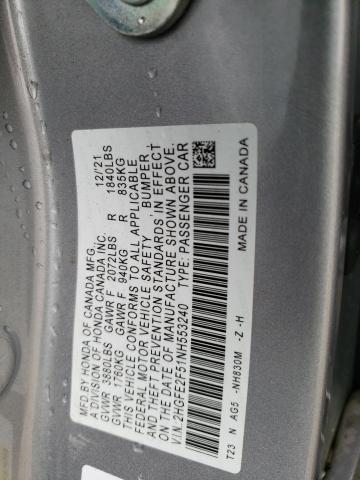 MFD. BY HONDA OF CANADA MFG., 12/21
A DIVISION OF HONDA CANADA INC.
GVWR 3880LBS GAWR F 2072LBS R 1840LBS
GVWR 1760KG GAWR F 940KG R 835KG
THIS VEHICLE CONFORMS TO ALL APPLICABLE
FEDERAL MOTOR VEHICLE SAFETY, BUMPER
AND THEFT PREVENTION STANDARDS IN EFFECT
ON THE DATE OF MANUFACTURE SHOWN ABOVE.
V.I.N.:2HGFE2F51NH553240 TYPE: PASSENGER CAR
T23 N AG5 -NH830M -Z -H
MADE IN CANADA